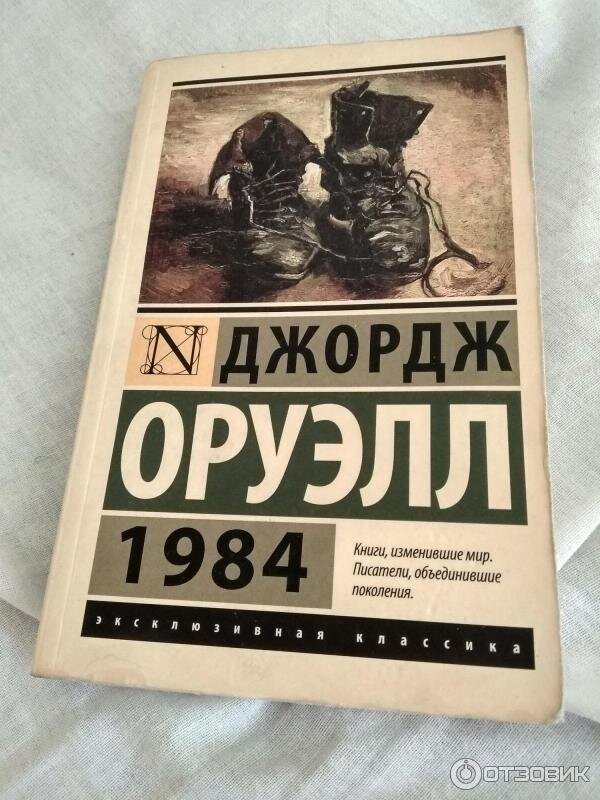 N
ДЖОРДЖ
ОРУЭЛЛ
1984
Книги, изменившие мир.
Писатели, объединившие
поколения.
эксклюзивная классика
ОТЗОВИК